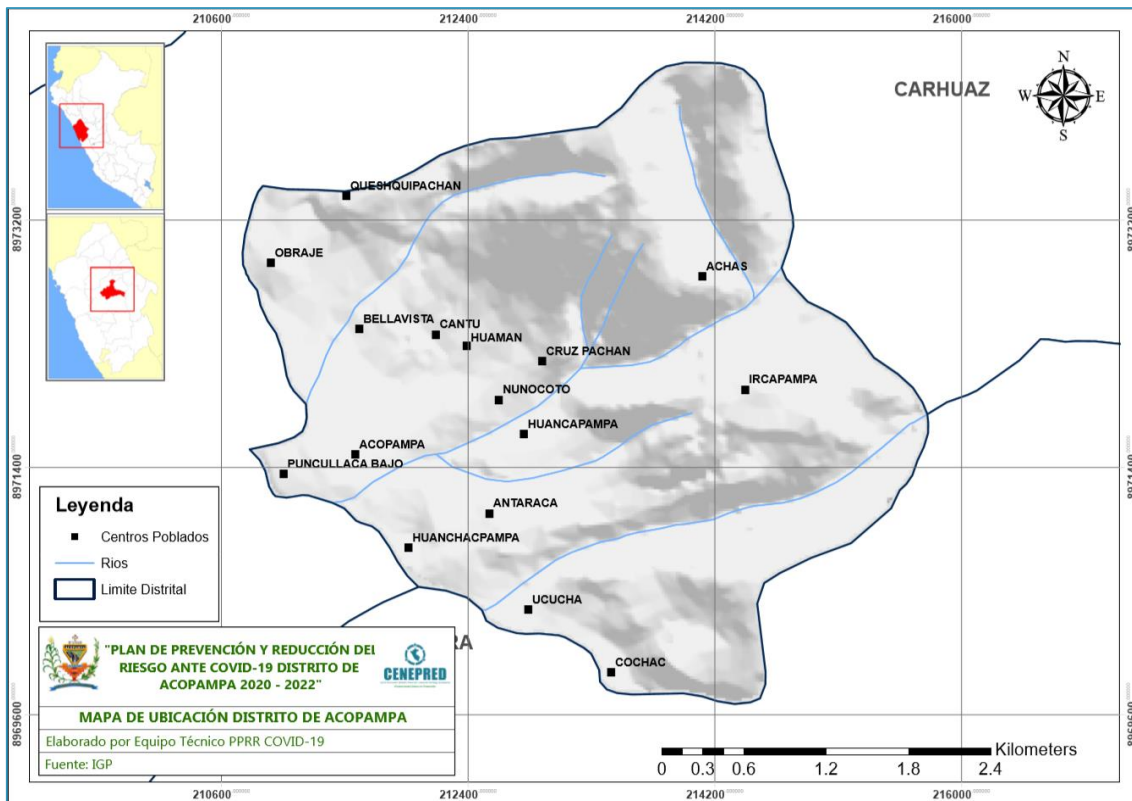 210600
212400
214200
216000
CARHUAZ
N
W
E
S
8973200
8973200
QUESHQUIPACHAN
OBRAJE
ACHAS
BELLAVISTA
CANTU
HUAMAN
CRUZ PACHAN
IRCAPAMPA
NUNOCOTO
HUANCAPAMPA
ACOPAMPA
PUNCULLACA BAJO
8971400
8971400
ANTARACA
HUANCHACPAMPA
UCUCHA
COCHAC
Leyenda
Centros Poblados
Rios
Limite Distrital
RA
"PLAN DE PREVENCIÓN Y REDUCCIÓN DEL
RIESGO ANTE COVID-19 DISTRITO DE
ACOPAMPA 2020 - 2022"
CENEPRED
MAPA DE UBICACIÓN DISTRITO DE ACOPAMPA
Elaborado por Equipo Técnico PPRR COVID-19
Fuente: IGP
8969600
8969600
Kilometers
0 0.3 0.6 1.2 1.8 2.4
210600
212400
214200
216000